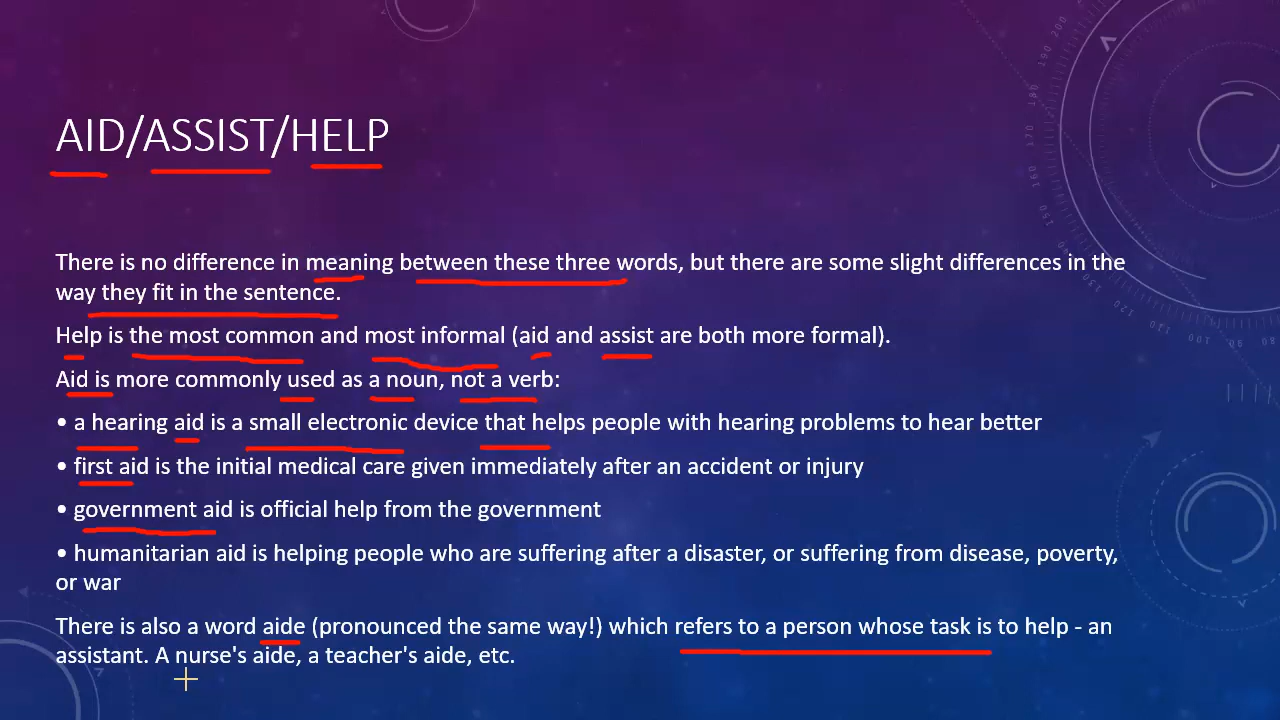 AID/ASSIST/HELP
There is no difference in meaning between these three words, but there are some slight differences in the
way they fit in the sentence.
Help is the most common and most informal (aid and assist are both more formal).
Aid is more commonly used as a noun, not a verb:
• a hearing aid is a small electronic device that helps people with hearing problems to hear better
• first aid is the initial medical care given immediately after an accident or injury
• government aid is official help from the government
• humanitarian aid is helping people who are suffering after a disaster, or suffering from disease, poverty,
or war
There is also a word aide (pronounced the same way!) which refers to a person whose task is to help - an
assistant. A nurse's aide, a teacher's aide, etc.